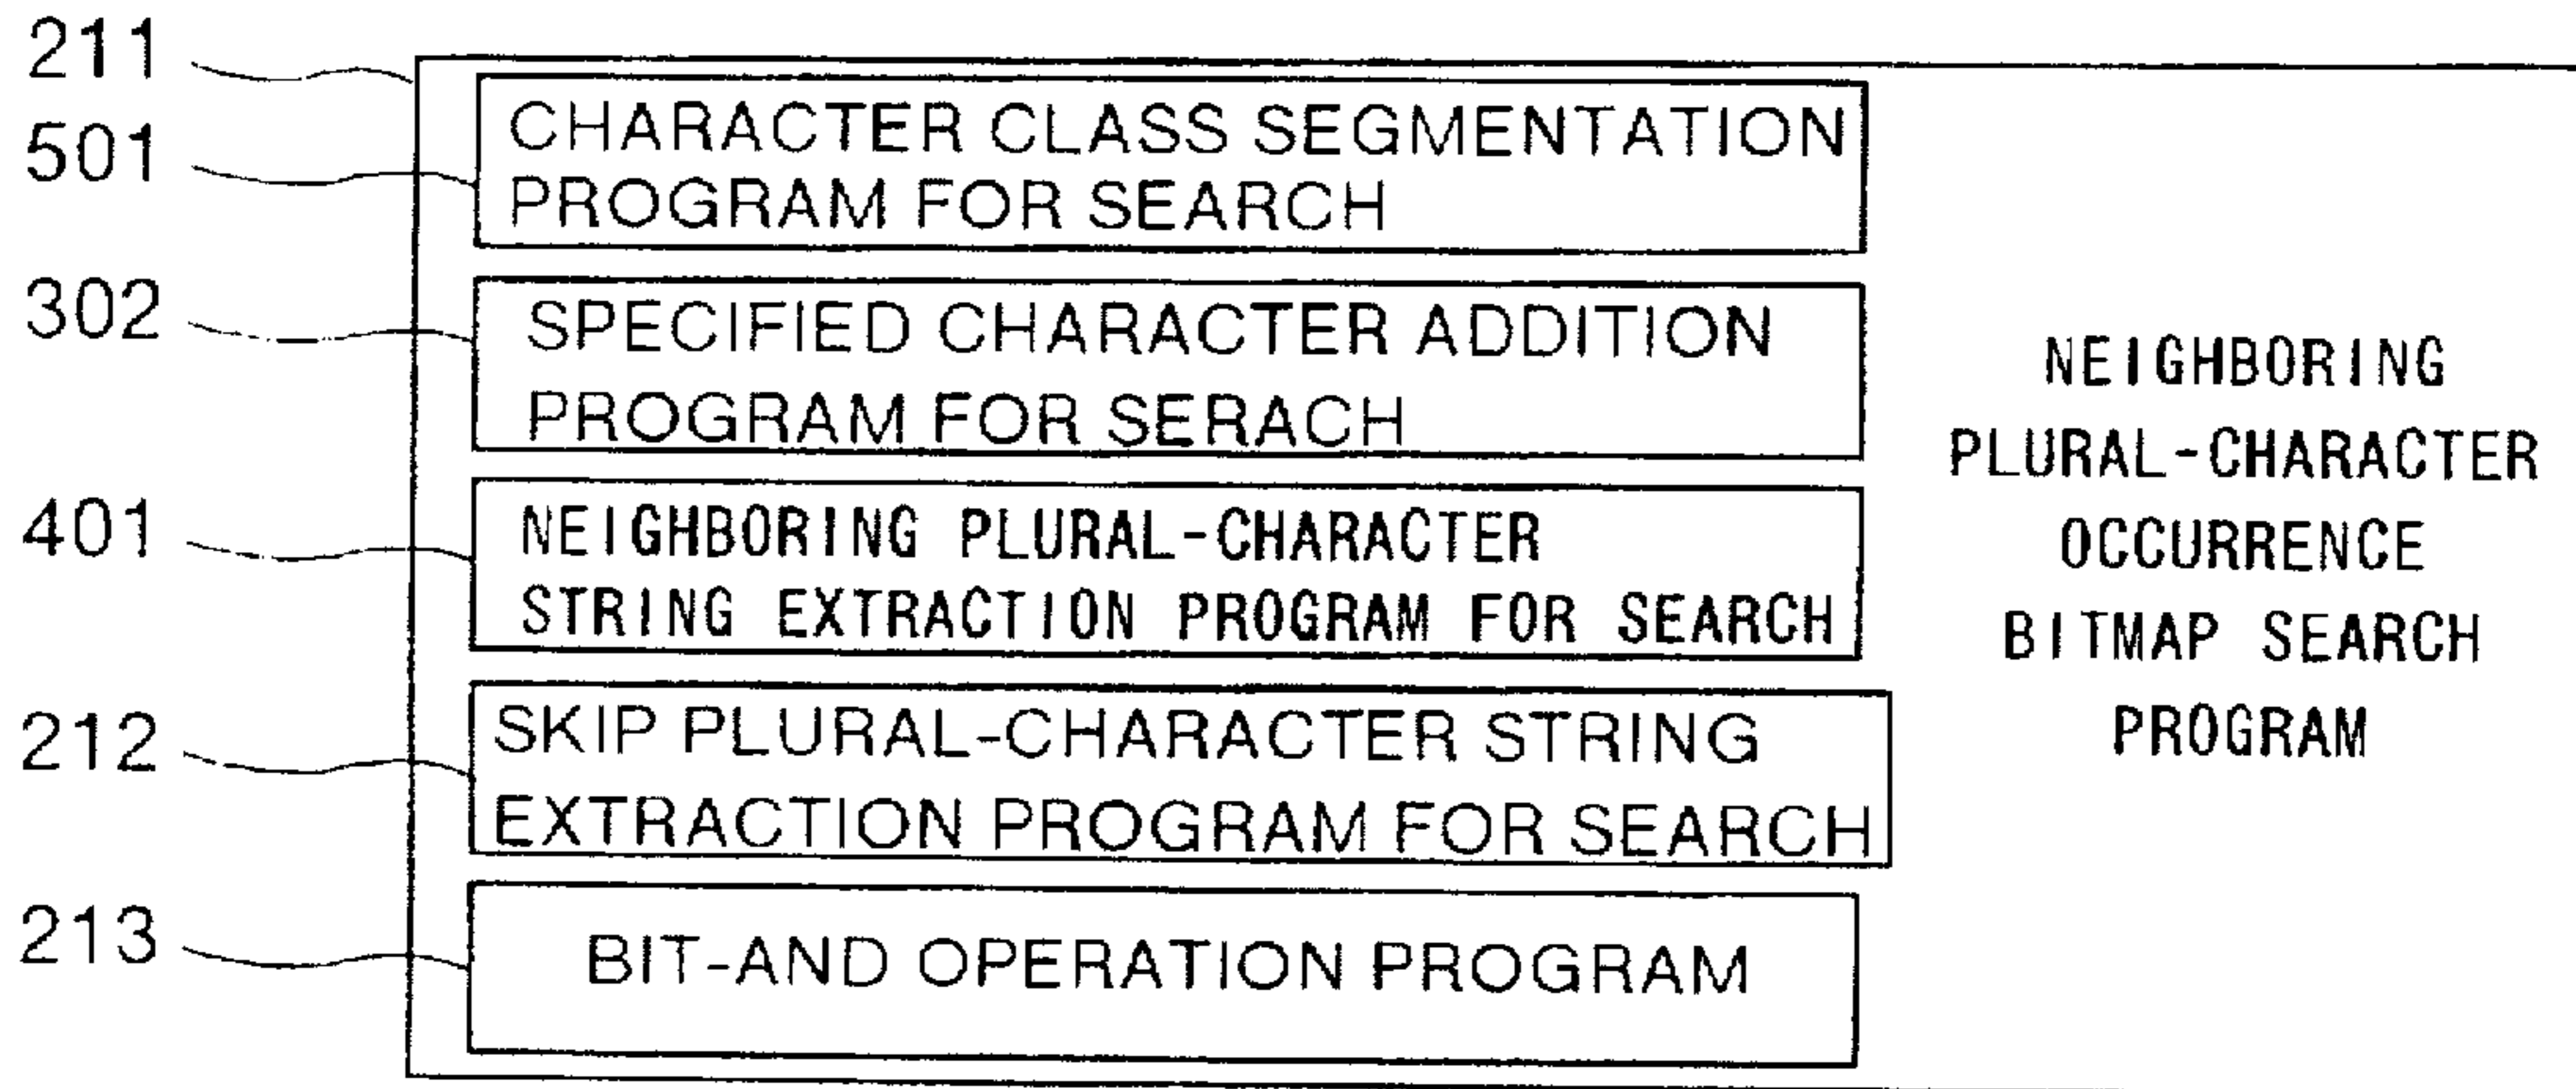 211
501
CHARACTER CLASS SEGMENTATION
PROGRAM FOR SEARCH
302
SPECIFIED CHARACTER ADDITION
PROGRAM FOR SERACH
401
NEIGHBORING PLURAL-CHARACTER
STRING EXTRACTION PROGRAM FOR SEARCH
212
SKIP PLURAL-CHARACTER STRING
EXTRACTION PROGRAM FOR SEARCH
213
BIT-AND OPERATION PROGRAM
NEIGHBORING
PLURAL-CHARACTER
OCCURRENCE
BITMAP SEARCH
PROGRAM